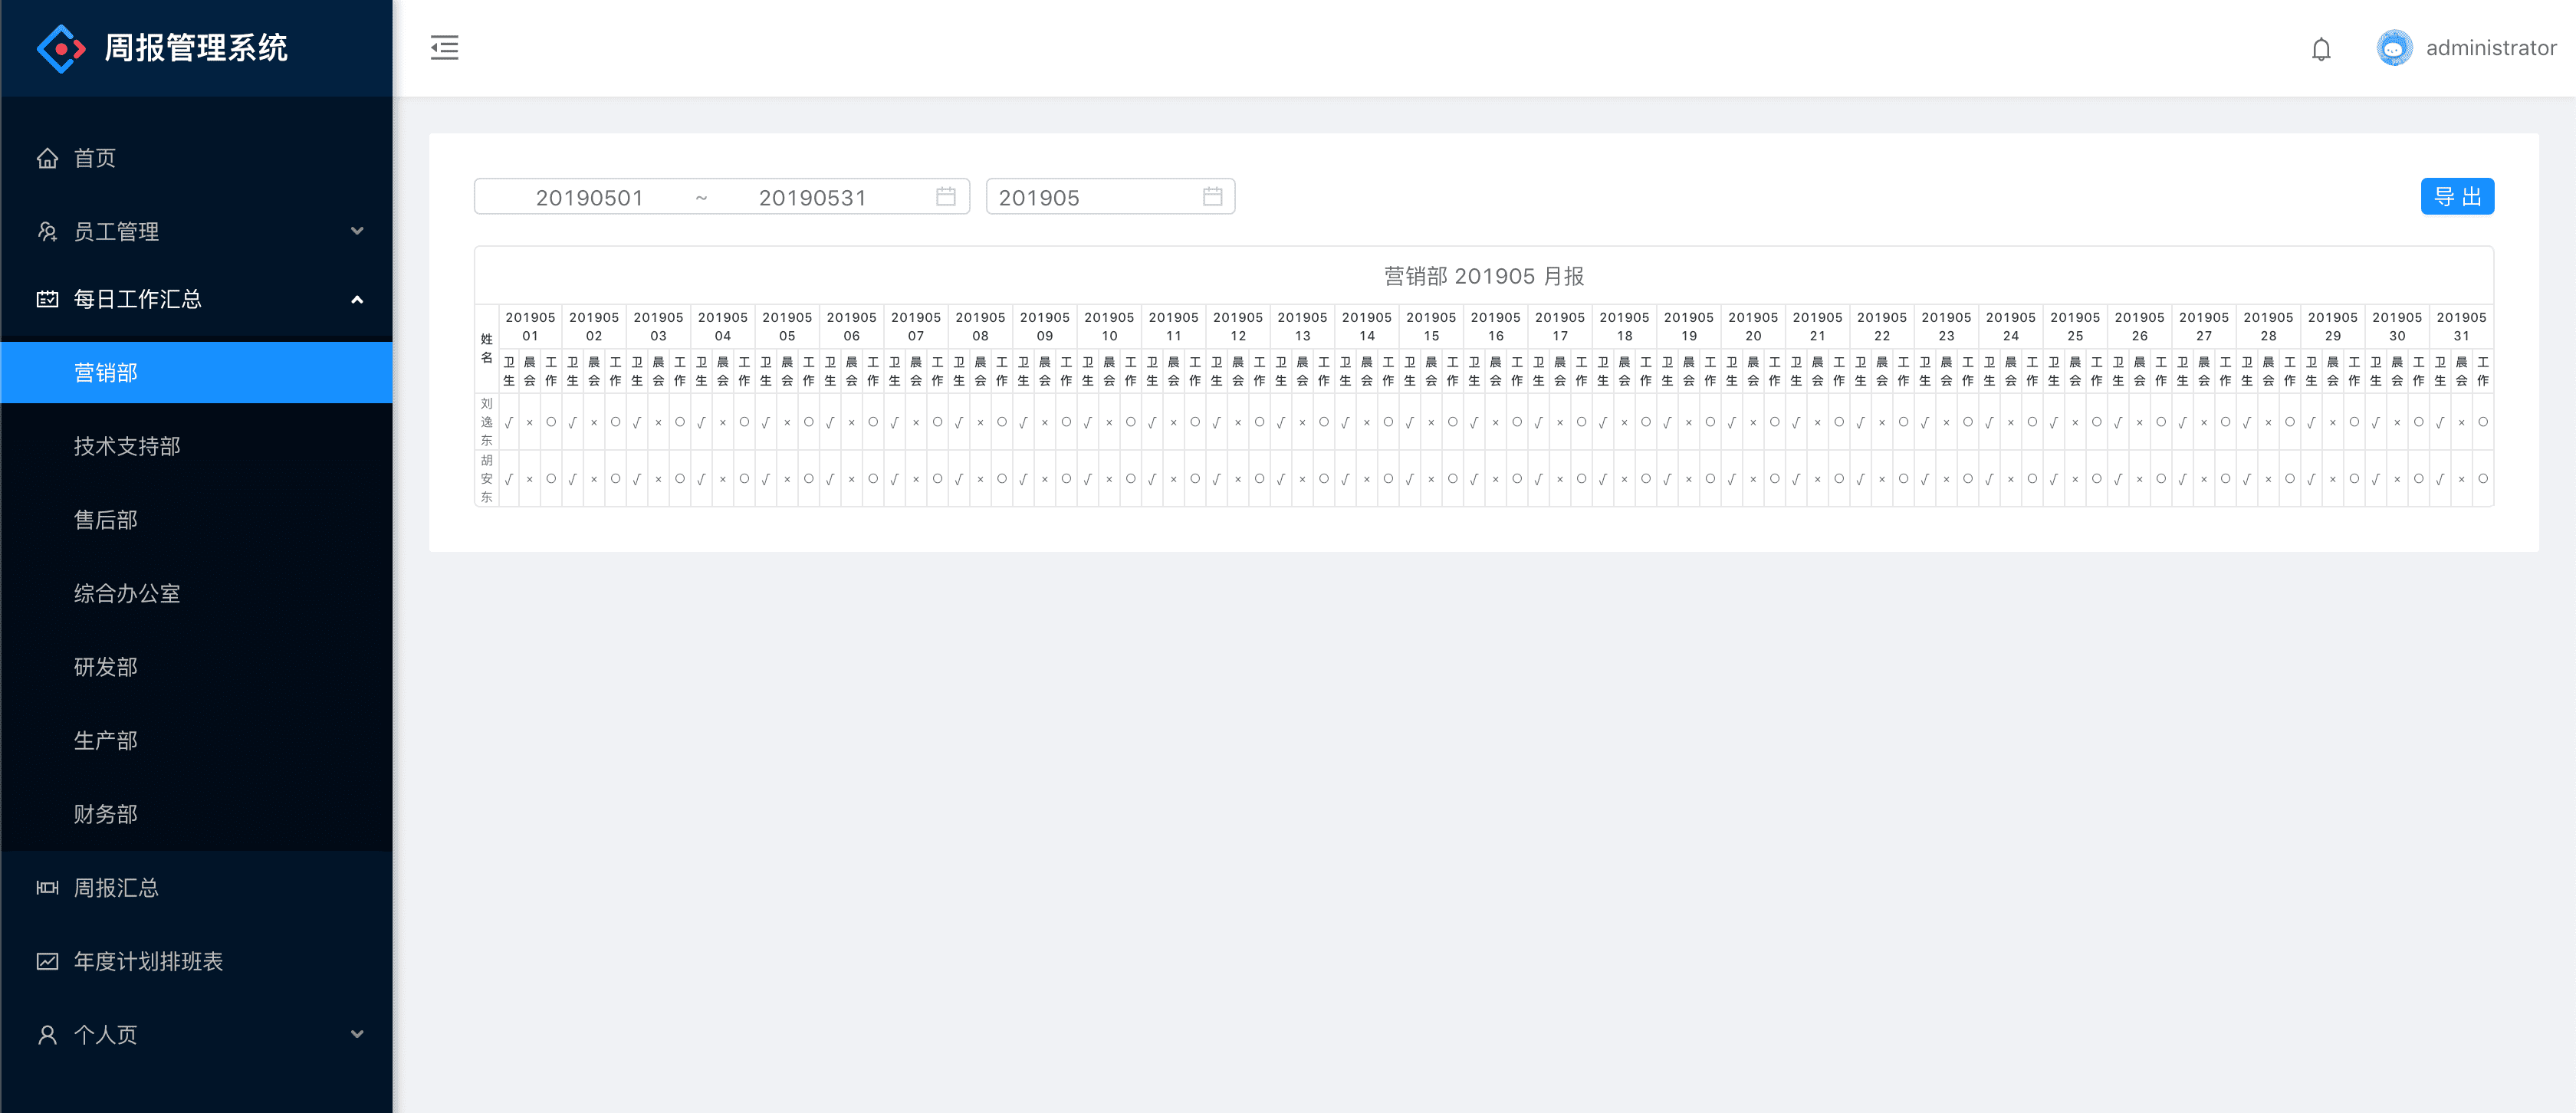 周报管理系统
administrator
首页
员工管理
每日工作汇总
营销部
技术支持部
售后部
综合办公室
研发部
生产部
财务部
周报汇总
年度计划排班表
个人页
20190501 ~ 20190531 201905 导 出
营销部 201905 月报
姓名 20190501 20190502 20190503 20190504 20190505 20190506 20190507 20190508 20190509 20190510 20190511 20190512 20190513 20190514 20190515 20190516 20190517 20190518 20190519 20190520 20190521 20190522 20190523 20190524 20190525 20190526 20190527 20190528 20190529 20190530 20190531
卫生 晨会 工作 卫生 晨会 工作 卫生 晨会 工作 卫生 晨会 工作 卫生 晨会 工作 卫生 晨会 工作 卫生 晨会 工作 卫生 晨会 工作 卫生 晨会 工作 卫生 晨会 工作 卫生 晨会 工作 卫生 晨会 工作 卫生 晨会 工作 卫生 晨会 工作 卫生 晨会 工作 卫生 晨会 工作 卫生 晨会 工作 卫生 晨会 工作 卫生 晨会 工作 卫生 晨会 工作 卫生 晨会 工作 卫生 晨会 工作 卫生 晨会 工作 卫生 晨会 工作 卫生 晨会 工作 卫生 晨会 工作 卫生 晨会 工作 卫生 晨会 工作 卫生 晨会 工作 卫生 晨会 工作 卫生 晨会 工作
刘逸东 √ × ○ √ × ○ √ × ○ √ × ○ √ × ○ √ × ○ √ × ○ √ × ○ √ × ○ √ × ○ √ × ○ √ × ○ √ × ○ √ × ○ √ × ○ √ × ○ √ × ○ √ × ○ √ × ○ √ × ○ √ × ○ √ × ○ √ × ○ √ × ○ √ × ○ √ × ○ √ × ○ √ × ○ √ × ○ √ × ○ √ × ○
胡安东 √ × ○ √ × ○ √ × ○ √ × ○ √ × ○ √ × ○ √ × ○ √ × ○ √ × ○ √ × ○ √ × ○ √ × ○ √ × ○ √ × ○ √ × ○ √ × ○ √ × ○ √ × ○ √ × ○ √ × ○ √ × ○ √ × ○ √ × ○ √ × ○ √ × ○ √ × ○ √ × ○ √ × ○ √ × ○ √ × ○ √ × ○